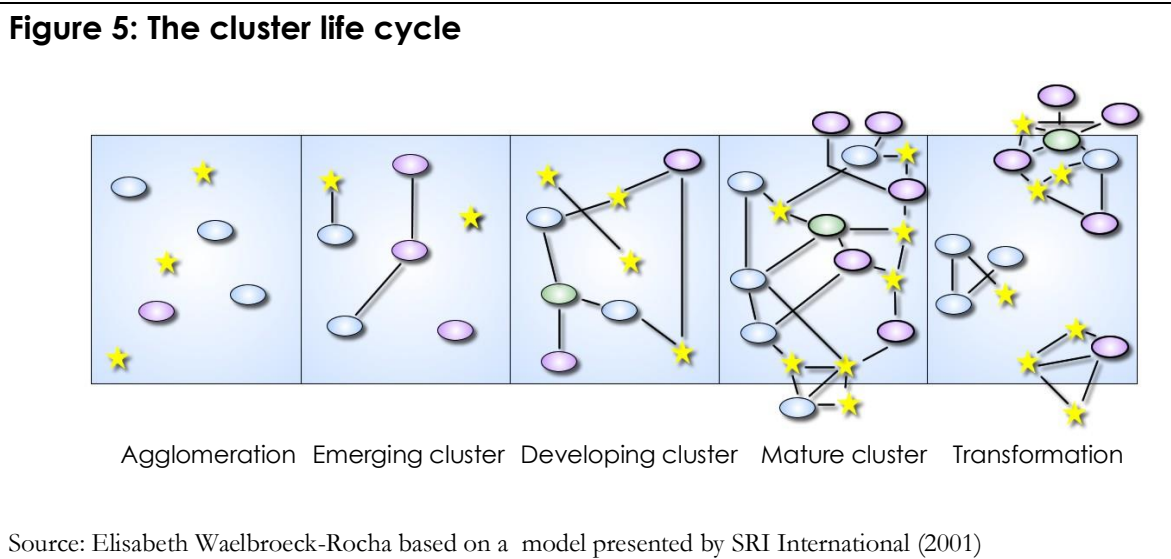 Figure 5: The cluster life cycle
Agglomeration Emerging cluster Developing cluster Mature cluster Transformation
Source: Elisabeth Waelbroeck-Rocha based on a model presented by SRI International (2001)